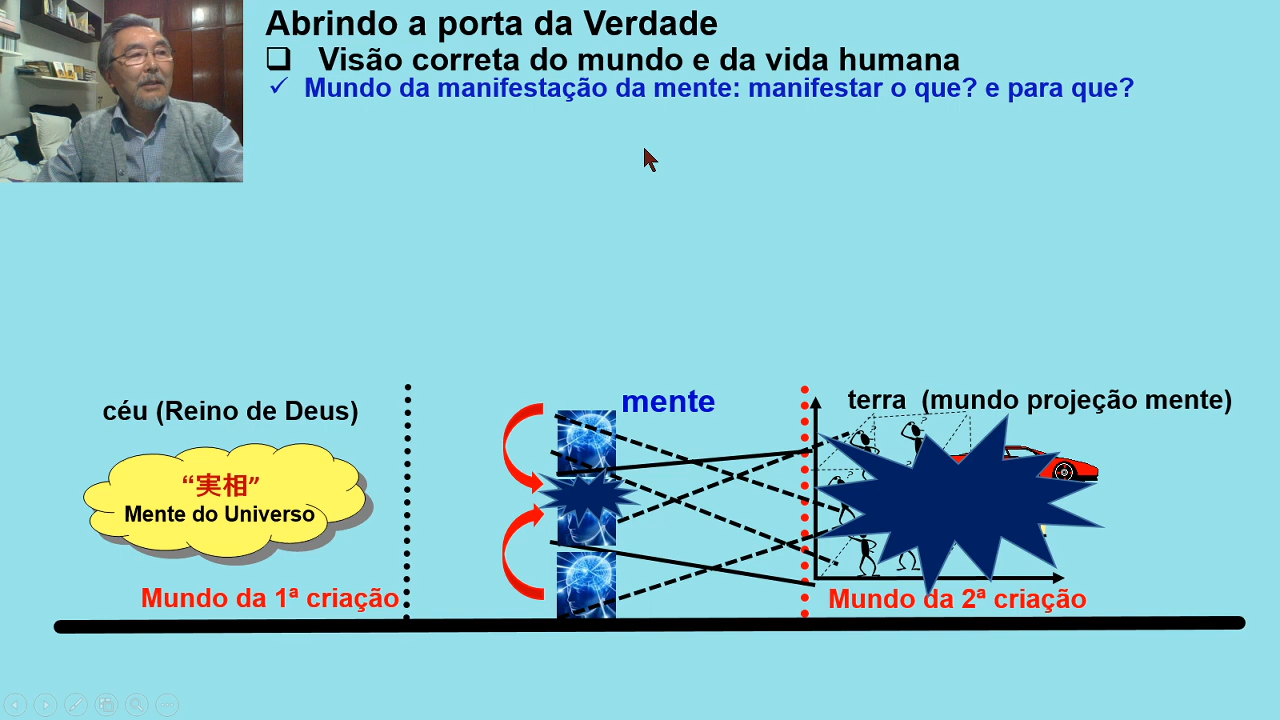 Abrindo a porta da Verdade
Visão correta do mundo e da vida humana
Mundo da manifestação da mente: manifestar o que? e para que?
céu (Reino de Deus)
mente
terra (mundo projeção mente)
“実相”
Mente do Universo
Mundo da 1ª criação
Mundo da 2ª criação